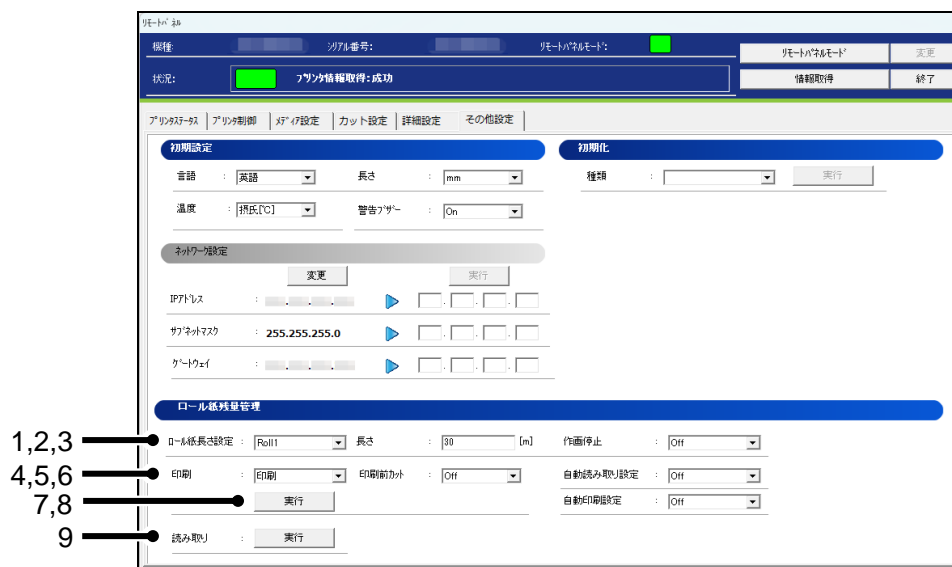 リモートパネル
機種: シリアル番号: リモートパネルモード: リモートパネルモード 変更
状況: プリンタ情報取得:成功 情報取得 終了
プリンタステータス プリンタ制御 メディア設定 カット設定 詳細設定 その他設定
初期設定 初期化
言語 : 英語 長さ : mm 種類 : 実行
温度 : 摂氏[℃] 警告ブザー : On
ネットワーク設定
変更 実行
IPアドレス : . . . . . .
サブネットマスク : 255.255.255.0 . . .
ゲートウェイ : . . . . . .
ロール紙残量管理
1,2,3 ロール紙長さ設定 : Roll1 長さ : 30 [m] 作画停止 : Off
4,5,6 印刷 : 印刷 印刷前カット : Off 自動読み取り設定 : Off
7,8 実行 自動印刷設定 : Off
9 読み取り : 実行